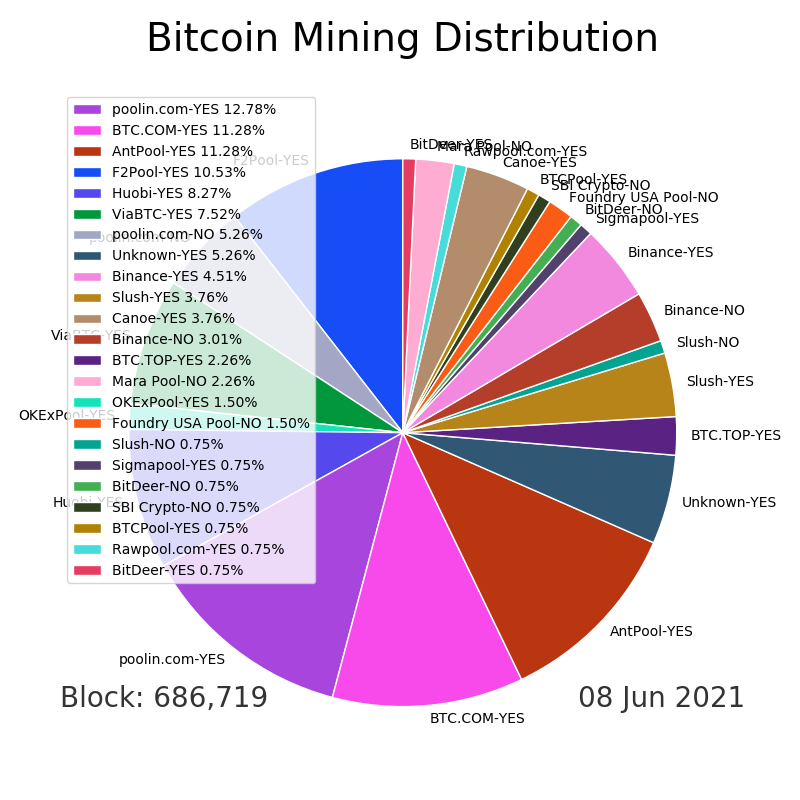 Bitcoin Mining Distribution
poolin.com-YES 12.78%
BTC.COM-YES 11.28%
AntPool-YES 11.28%
F2Pool-YES 10.53%
Huobi-YES 8.27%
ViaBTC-YES 7.52%
poolin.com-NO 5.26%
Unknown-YES 5.26%
Binance-YES 4.51%
Slush-YES 3.76%
Canoe-YES 3.76%
Binance-NO 3.01%
BTC.TOP-YES 2.26%
Mara Pool-NO 2.26%
OKExPool-YES 1.50%
Foundry USA Pool-NO 1.50%
Slush-NO 0.75%
Sigmapool-YES 0.75%
BitDeer-NO 0.75%
SBI Crypto-NO 0.75%
BTCPool-YES 0.75%
Rawpool.com-YES 0.75%
BitDeer-YES 0.75%
BitDeer-YES
Mara Pool-NO
Rawpool.com-YES
Canoe-YES
BTCPool-YES
SBI Crypto-NO
Foundry USA Pool-NO
BitDeer-NO
Sigmapool-YES
Binance-YES
Binance-NO
Slush-NO
Slush-YES
BTC.TOP-YES
Unknown-YES
AntPool-YES
BTC.COM-YES
poolin.com-YES
Huobi-YES
OKExPool-YES
ViaBTC-YES
poolin.com-NO
F2Pool-YES
Block: 686,719
08 Jun 2021